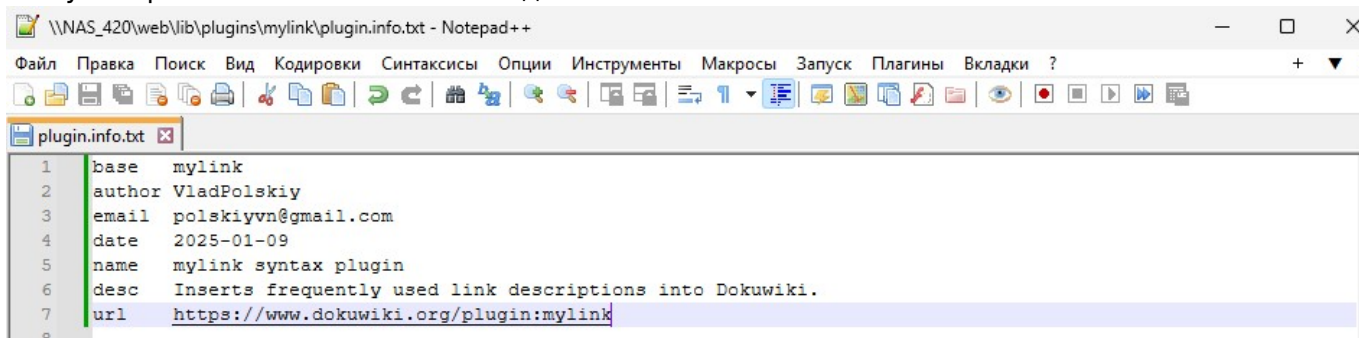 \\NAS_420\web\lib\plugins\mylink\plugin.info.txt - Notepad++
Файл Правка Поиск Вид Кодировки Синтаксисы Опции Инструменты Макросы Запуск Плагины Вкладки ?
plugin.info.txt
1 base mylink
2 author VladPolskiy
3 email polskiyvn@gmail.com
4 date 2025-01-09
5 name mylink syntax plugin
6 desc Inserts frequently used link descriptions into Dokuwiki.
7 url https://www.dokuwiki.org/plugin:mylink